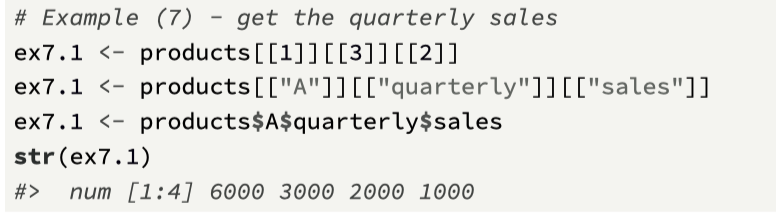 # Example (7) - get the quarterly sales
ex7.1 <- products[[1]][[3]][[2]]
ex7.1 <- products[["A"]][["quarterly"]][["sales"]]
ex7.1 <- products$A$quarterly$sales
str(ex7.1)
#>  num [1:4] 6000 3000 2000 1000